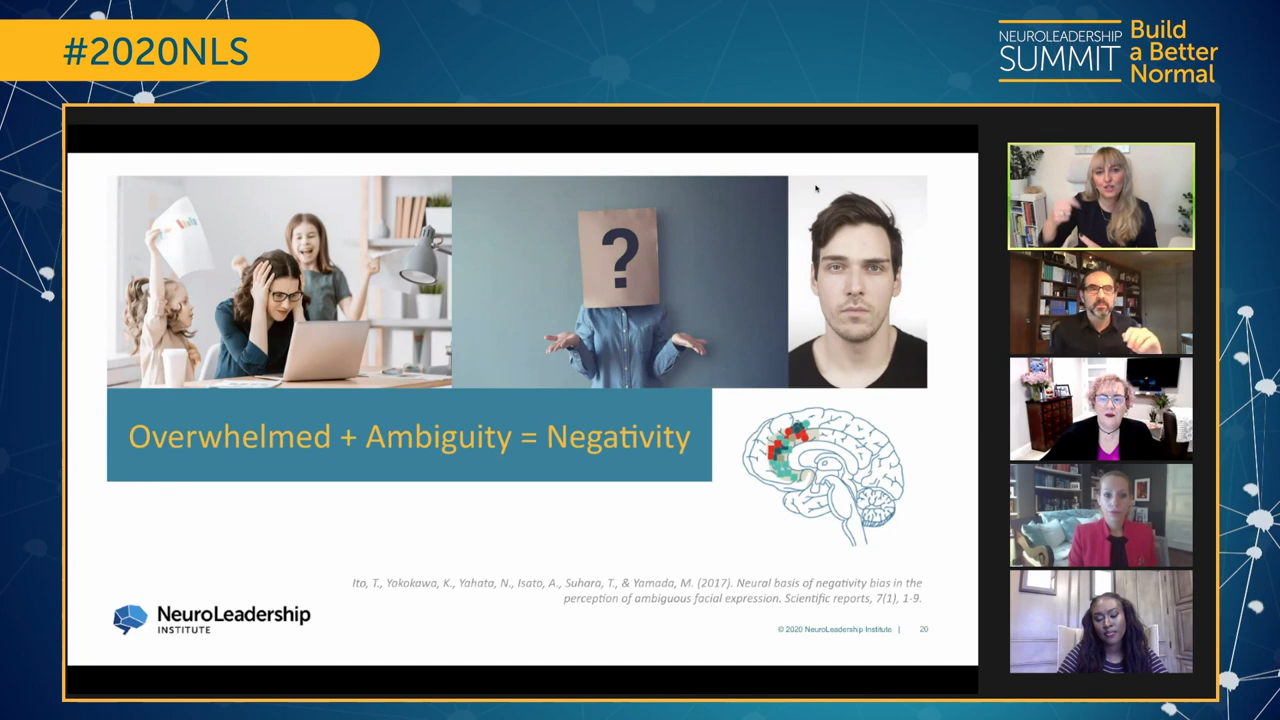 #2020NLS
NEUROLEADERSHIP
SUMMIT
Build
a Better
Normal
?
Overwhelmed + Ambiguity = Negativity
Ito, T., Yokokawa, K., Yahata, N., Isato, A., Suhara, T., & Yamada, M. (2017). Neural basis of negativity bias in the
perception of ambiguous facial expression. Scientific reports, 7(1), 1-9.
NeuroLeadership
INSTITUTE
© 2020 NeuroLeadership Institute | 20